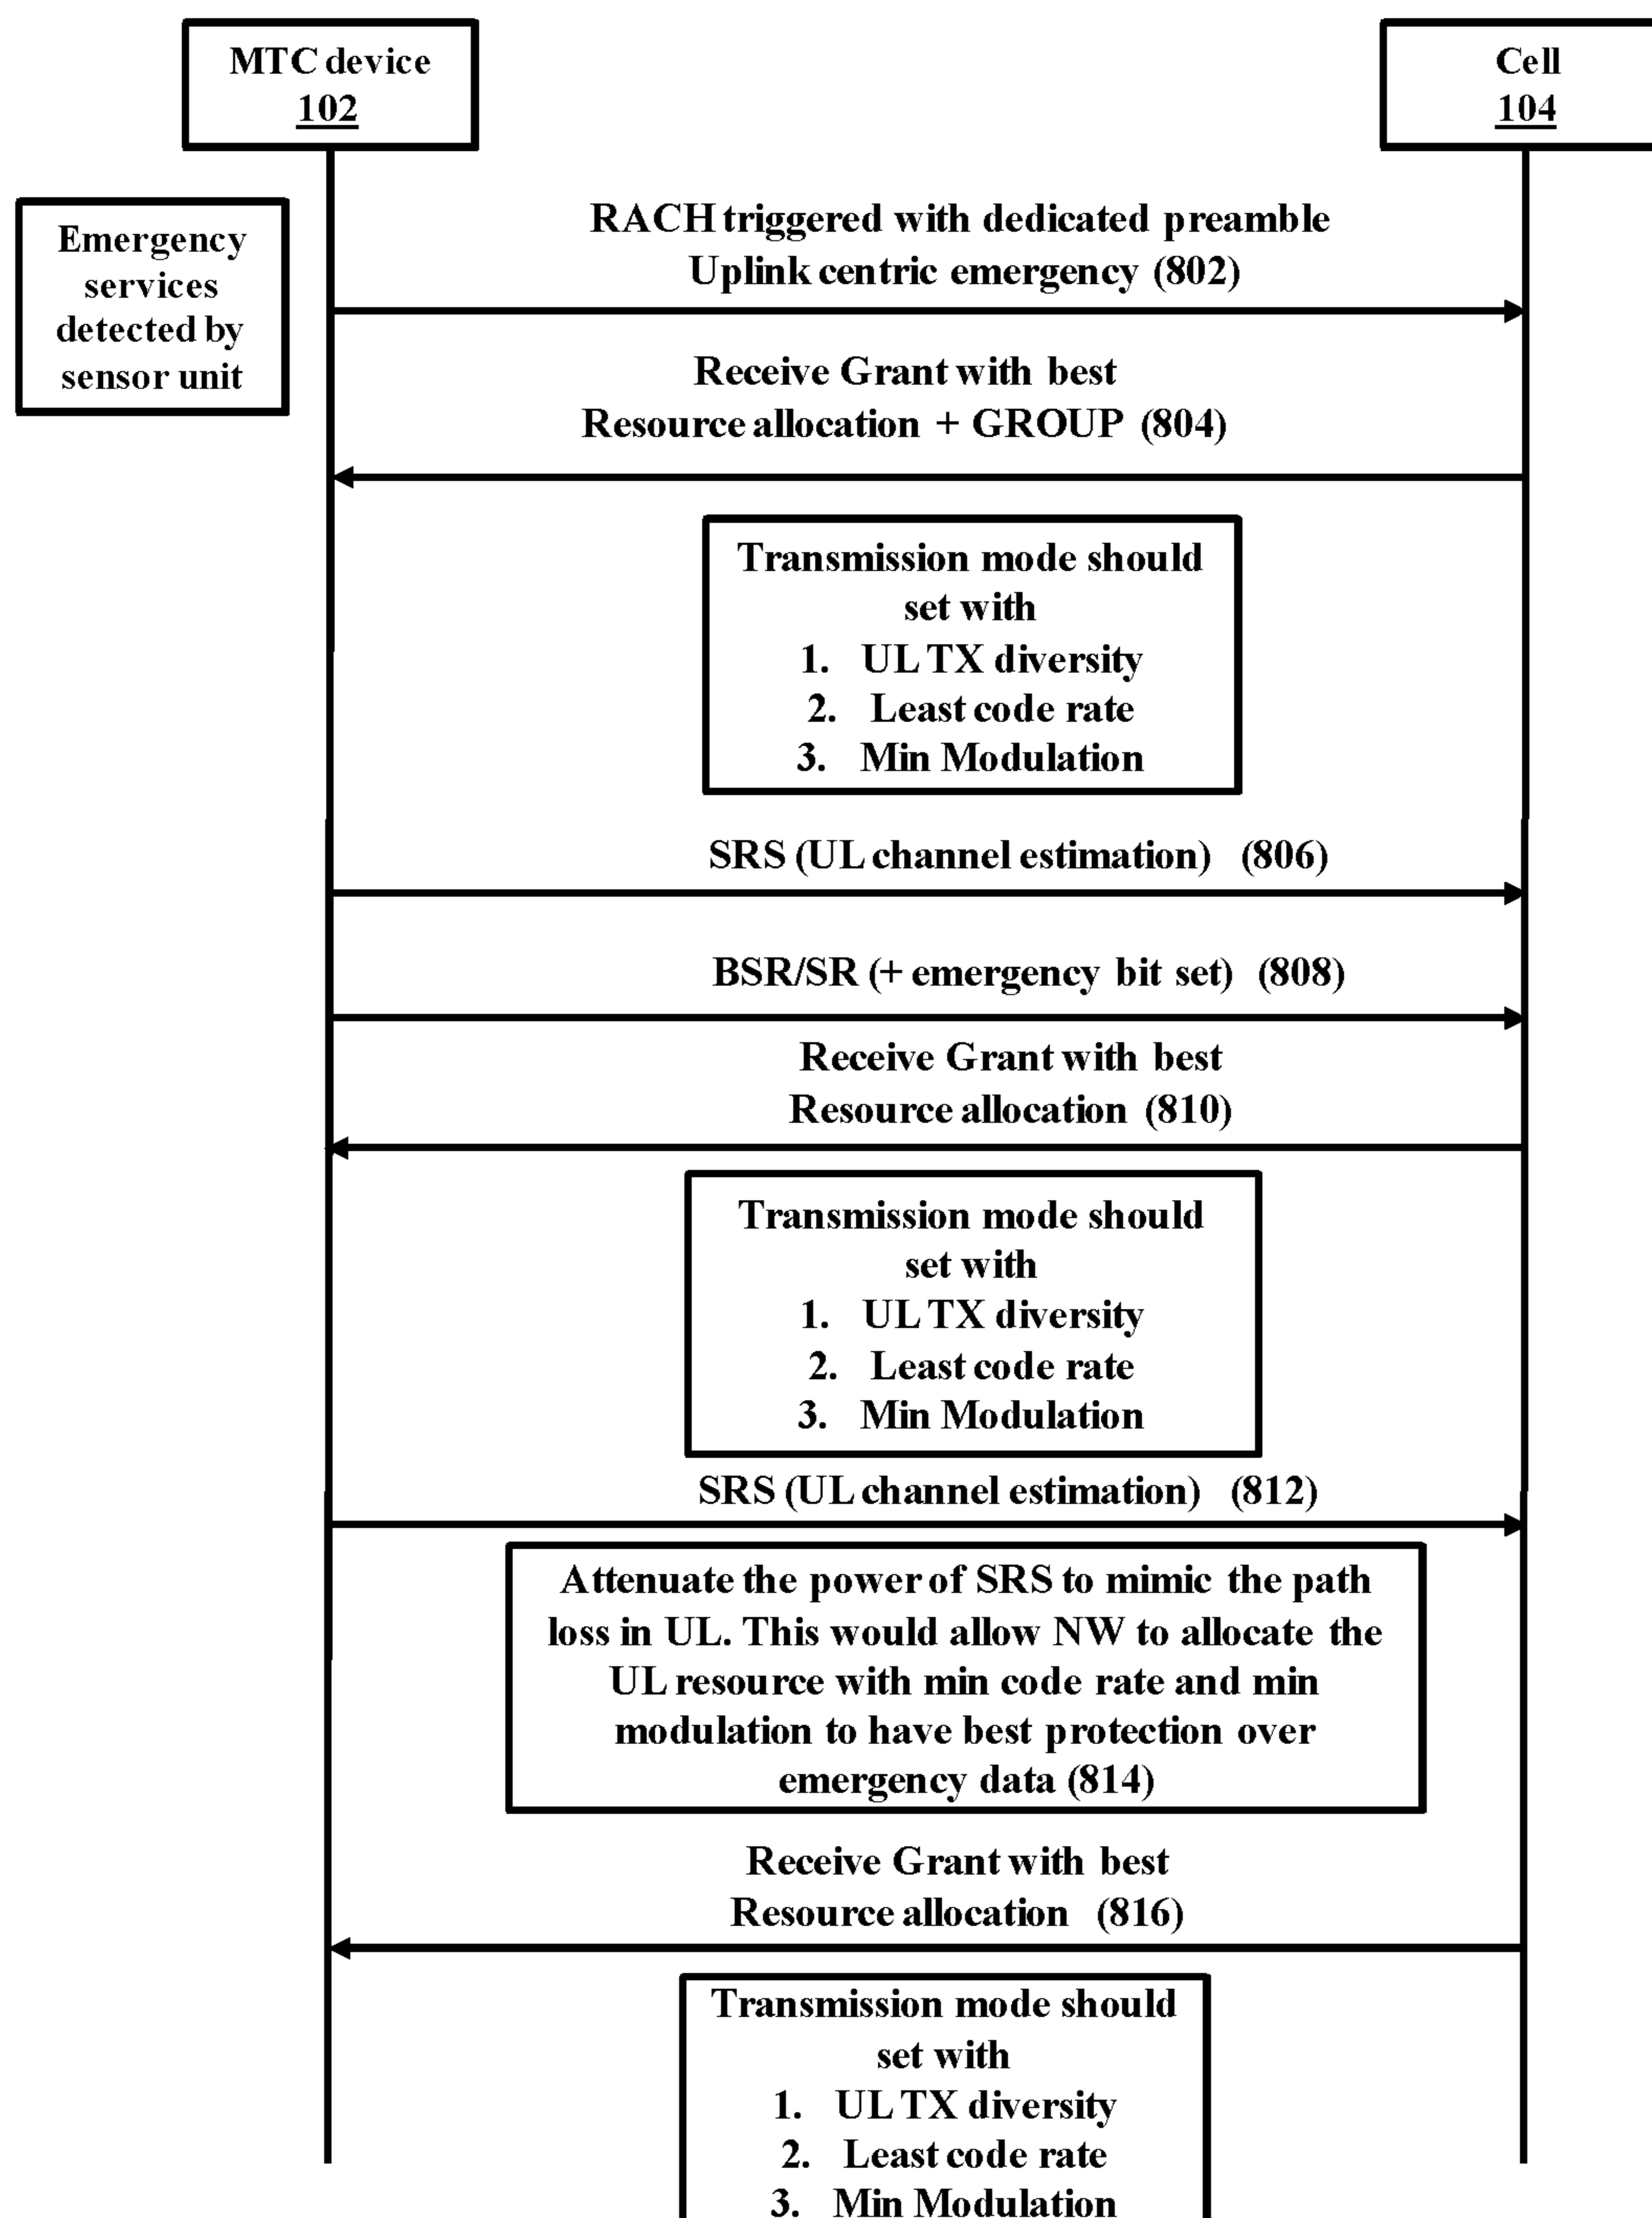 MTC device
102
Cell
104
Emergency
services
detected by
sensor unit
RACH triggered with dedicated preamble
Uplink centric emergency (802)
Receive Grant with best
Resource allocation + GROUP (804)
Transmission mode should
set with
1. UL TX diversity
2. Least code rate
3. Min Modulation
SRS (UL channel estimation) (806)
BSR/SR (+ emergency bit set) (808)
Receive Grant with best
Resource allocation (810)
Transmission mode should
set with
1. UL TX diversity
2. Least code rate
3. Min Modulation
SRS (UL channel estimation) (812)
Attenuate the power of SRS to mimic the path
loss in UL. This would allow NW to allocate the
UL resource with min code rate and min
modulation to have best protection over
emergency data (814)
Receive Grant with best
Resource allocation (816)
Transmission mode should
set with
1. UL TX diversity
2. Least code rate
3. Min Modulation